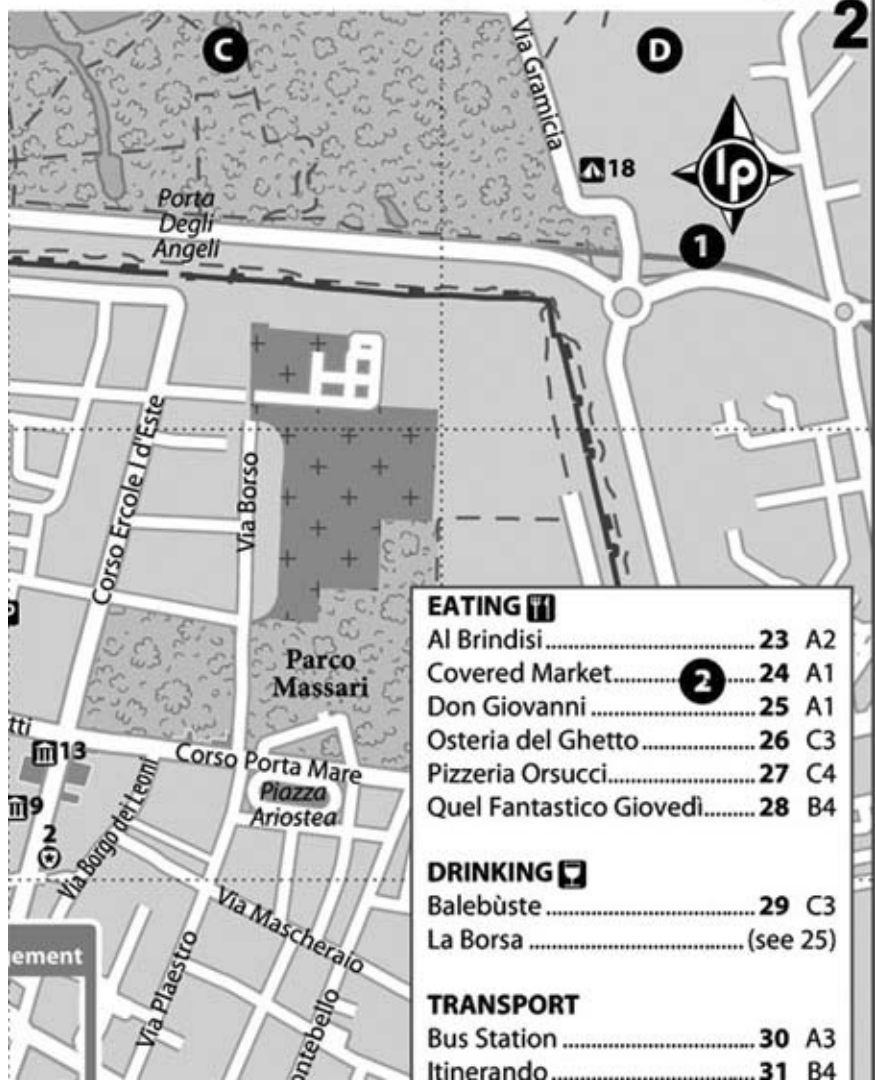 2
C
D
Via Gramicia
18
lp
1
Porta
Degli
Angeli
Corso Ercole I d'Este
Via Borso
Parco
Massari
13
Corso Porta Mare
Piazza
Ariostea
9
2
Via Borgo dei Leoni
Via Mascheraio
Via Plaestro
EATING
Al Brindisi 23 A2
Covered Market 24 A1
2
Don Giovanni 25 A1
Osteria del Ghetto 26 C3
Pizzeria Orsucci 27 C4
Quel Fantastico Giovedì 28 B4
DRINKING
Balebùste 29 C3
La Borsa (see 25)
TRANSPORT
Bus Station 30 A3
Itinerando 31 B4